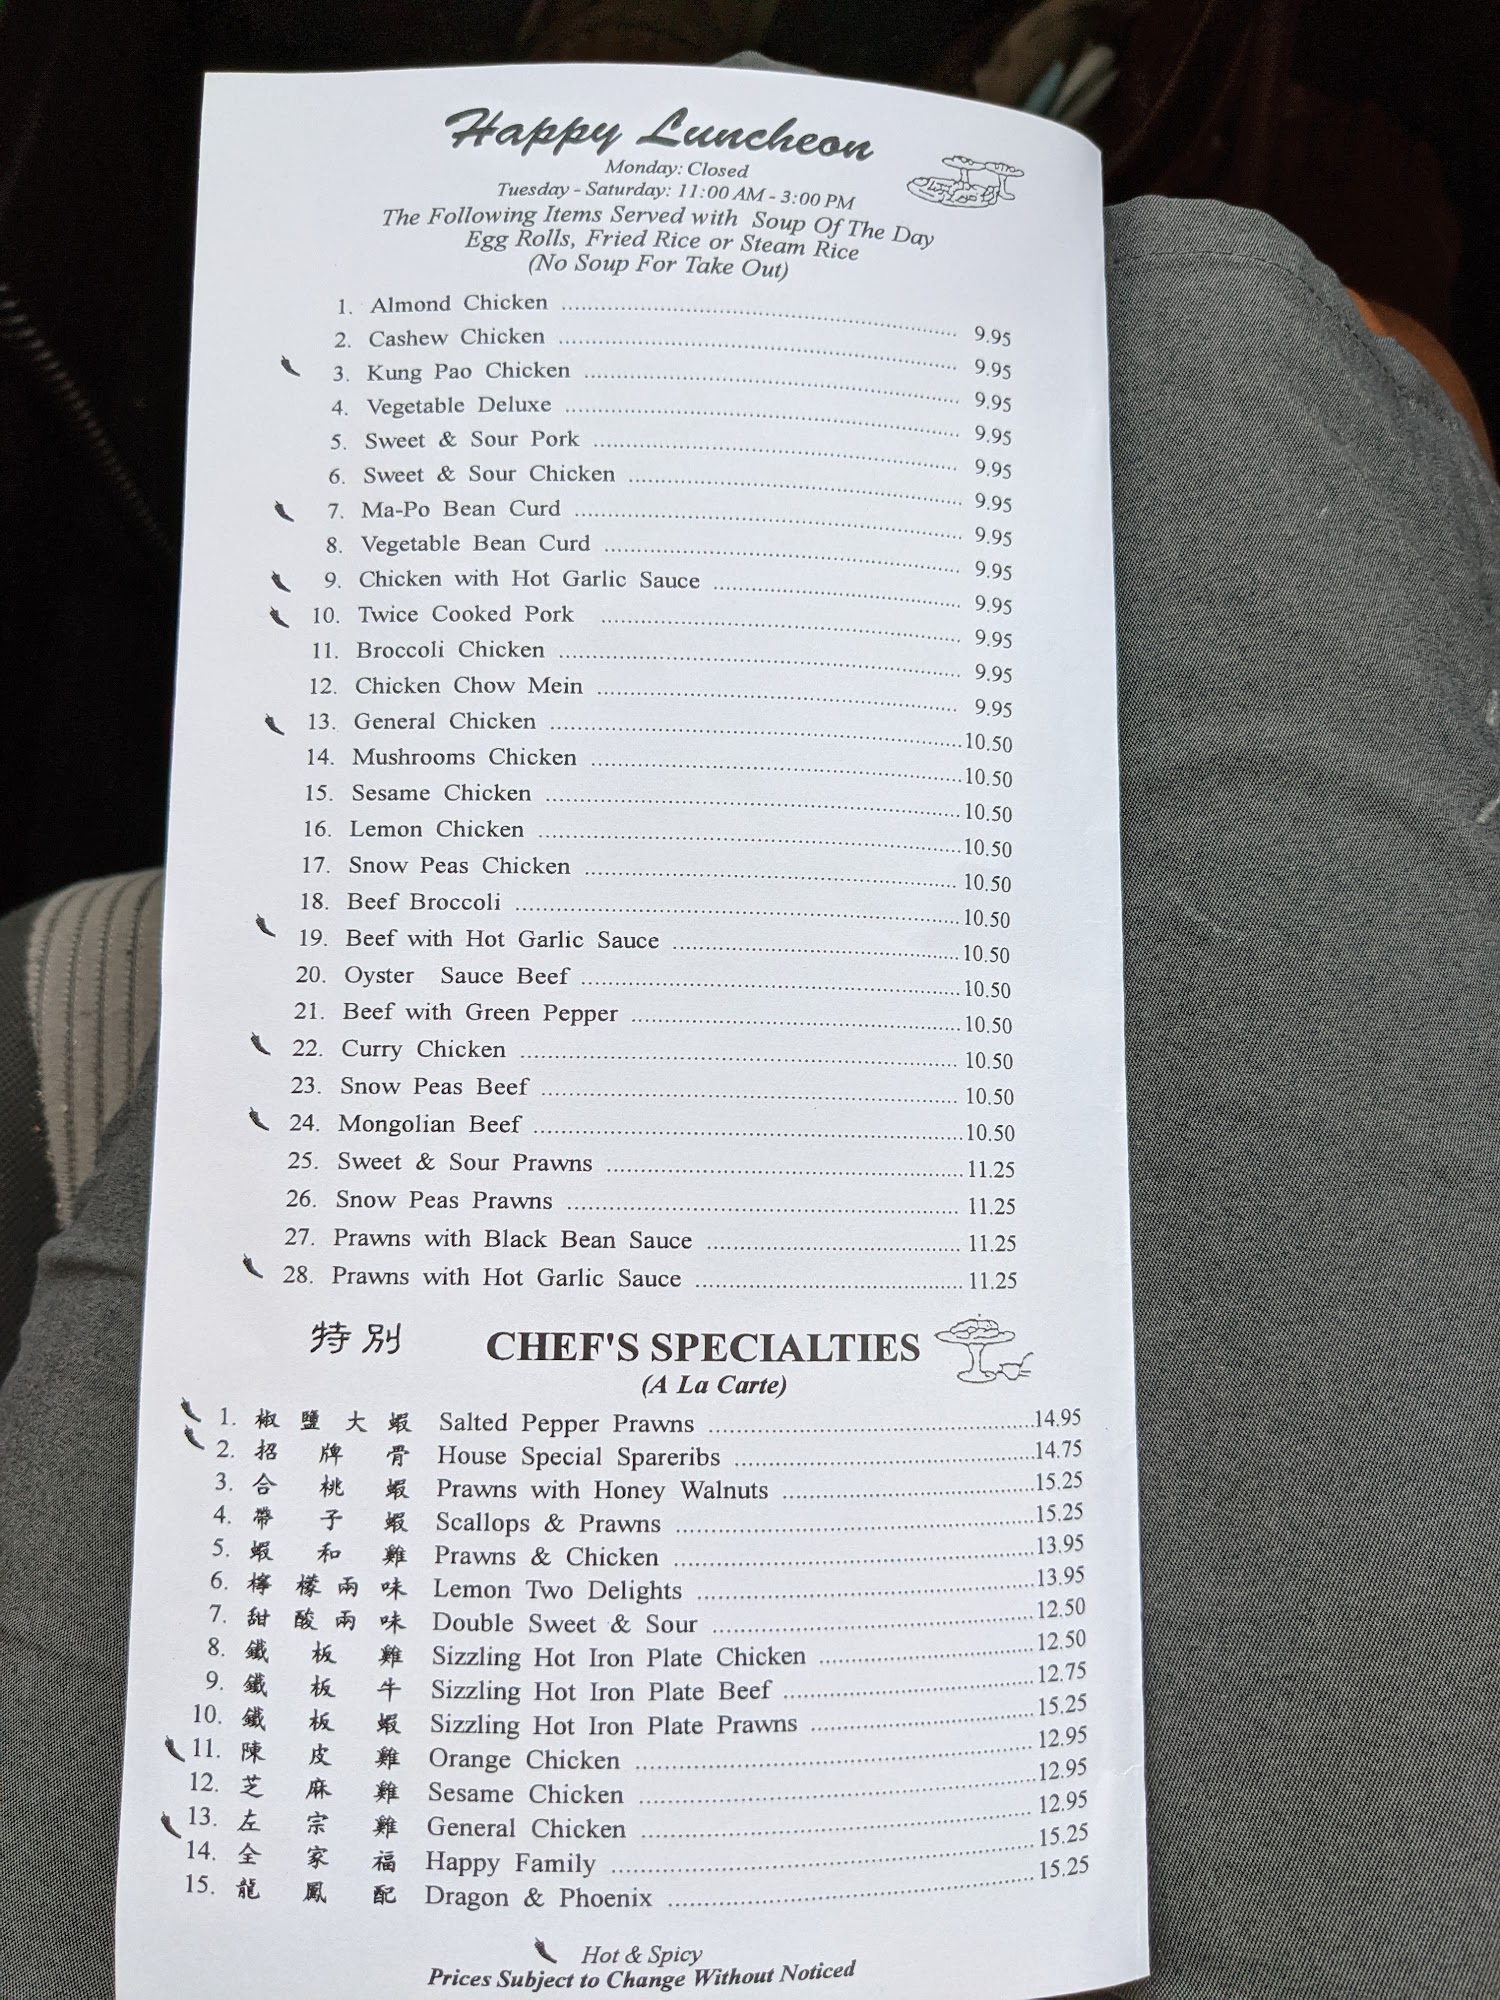 Happy Luncheon
Monday: Closed
Tuesday - Saturday: 11:00 AM - 3:00 PM
The Following Items Served with Soup Of The Day
Egg Rolls, Fried Rice or Steam Rice
(No Soup For Take Out)
1. Almond Chicken 9.95
2. Cashew Chicken 9.95
3. Kung Pao Chicken 9.95
4. Vegetable Deluxe 9.95
5. Sweet & Sour Pork 9.95
6. Sweet & Sour Chicken 9.95
7. Ma-Po Bean Curd 9.95
8. Vegetable Bean Curd 9.95
9. Chicken with Hot Garlic Sauce 9.95
10. Twice Cooked Pork 9.95
11. Broccoli Chicken 9.95
12. Chicken Chow Mein 9.95
13. General Chicken 10.50
14. Mushrooms Chicken 10.50
15. Sesame Chicken 10.50
16. Lemon Chicken 10.50
17. Snow Peas Chicken 10.50
18. Beef Broccoli 10.50
19. Beef with Hot Garlic Sauce 10.50
20. Oyster Sauce Beef 10.50
21. Beef with Green Pepper 10.50
22. Curry Chicken 10.50
23. Snow Peas Beef 10.50
24. Mongolian Beef 10.50
25. Sweet & Sour Prawns 11.25
26. Snow Peas Prawns 11.25
27. Prawns with Black Bean Sauce 11.25
28. Prawns with Hot Garlic Sauce 11.25
特別 CHEF'S SPECIALTIES
(A La Carte)
1. 椒鹽大蝦 Salted Pepper Prawns 14.95
2. 招牌骨 House Special Spareribs 14.75
3. 合桃蝦 Prawns with Honey Walnuts 15.25
4. 帶子蝦 Scallops & Prawns 15.25
5. 蝦和雞 Prawns & Chicken 13.95
6. 檸檬兩味 Lemon Two Delights 13.95
7. 甜酸兩味 Double Sweet & Sour 12.50
8. 鐵板雞 Sizzling Hot Iron Plate Chicken 12.50
9. 鐵板牛 Sizzling Hot Iron Plate Beef 12.75
10. 鐵板蝦 Sizzling Hot Iron Plate Prawns 15.25
11. 陳皮雞 Orange Chicken 12.95
12. 芝麻雞 Sesame Chicken 12.95
13. 左宗雞 General Chicken 12.95
14. 全家福 Happy Family 15.25
15. 龍鳳配 Dragon & Phoenix 15.25
Hot & Spicy
Prices Subject to Change Without Noticed